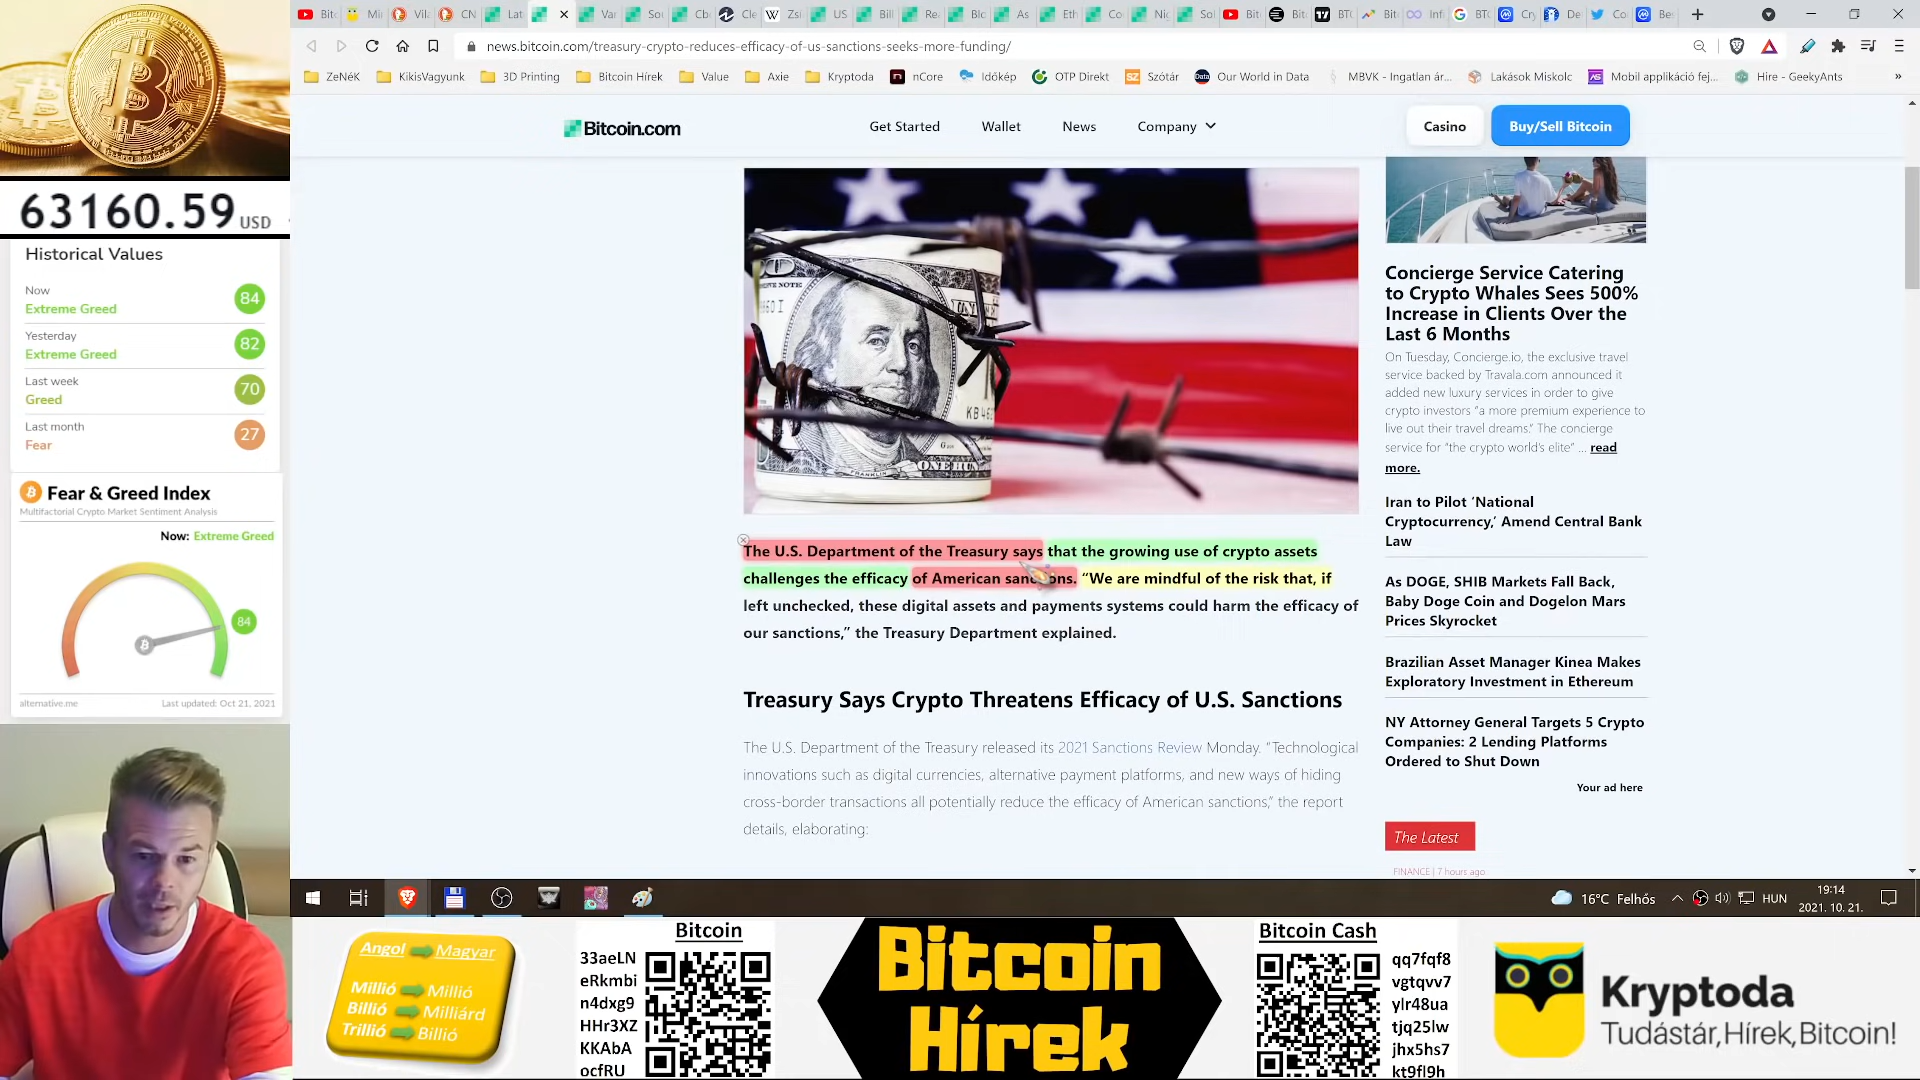 63160.59 USD
Historical Values
Now
Extreme Greed
84
Yesterday
Extreme Greed
82
Last week
Greed
70
Last month
Fear
27
Fear & Greed Index
Multifactorial Crypto Market Sentiment Analysis
Now: Extreme Greed
84
alternative.me
Last updated: Oct 21, 2021
news.bitcoin.com/treasury-crypto-reduces-efficacy-of-us-sanctions-seeks-more-funding/
ZeNéK
KikisVagyunk
3D Printing
Bitcoin Hírek
Value
Axie
Kryptoda
nCore
Időkép
OTP Direkt
Szótár
Our World in Data
MBVK - Ingatlan ár...
Lakások Miskolc
Mobil applikáció fej...
Hire - GeekyAnts
Bitcoin.com
Get Started
Wallet
News
Company
Casino
Buy/Sell Bitcoin
The U.S. Department of the Treasury says that the growing use of crypto assets
challenges the efficacy of American sanctions. “We are mindful of the risk that, if
left unchecked, these digital assets and payments systems could harm the efficacy of
our sanctions,” the Treasury Department explained.
Treasury Says Crypto Threatens Efficacy of U.S. Sanctions
The U.S. Department of the Treasury released its 2021 Sanctions Review Monday. “Technological
innovations such as digital currencies, alternative payment platforms, and new ways of hiding
cross-border transactions all potentially reduce the efficacy of American sanctions,” the report
details, elaborating:
Concierge Service Catering
to Crypto Whales Sees 500%
Increase in Clients Over the
Last 6 Months
On Tuesday, Concierge.io, the exclusive travel
service backed by Travala.com announced it
added new luxury services in order to give
crypto investors “a more premium experience to
live out their travel dreams.” The concierge
service for “the crypto world’s elite” ... read
more.
Iran to Pilot ‘National
Cryptocurrency,’ Amend Central Bank
Law
As DOGE, SHIB Markets Fall Back,
Baby Doge Coin and Dogelon Mars
Prices Skyrocket
Brazilian Asset Manager Kinea Makes
Exploratory Investment in Ethereum
NY Attorney General Targets 5 Crypto
Companies: 2 Lending Platforms
Ordered to Shut Down
Your ad here
The Latest
FINANCE | 7 hours ago
16°C Felhős
HUN
19:14
2021. 10. 21.
Angol Magyar
Millió Millió
Billió Milliárd
Trillió Billió
Bitcoin
33aeLN
eRkmbi
n4dxg9
HHr3XZ
KKAbA
ocfRU
Bitcoin
Hírek
Bitcoin Cash
qq7fqf8
vgtqvv7
ylr48ua
tjq25lw
jhx5hs7
kt9fl9h
Kryptoda
Tudástár,Hírek,Bitcoin!